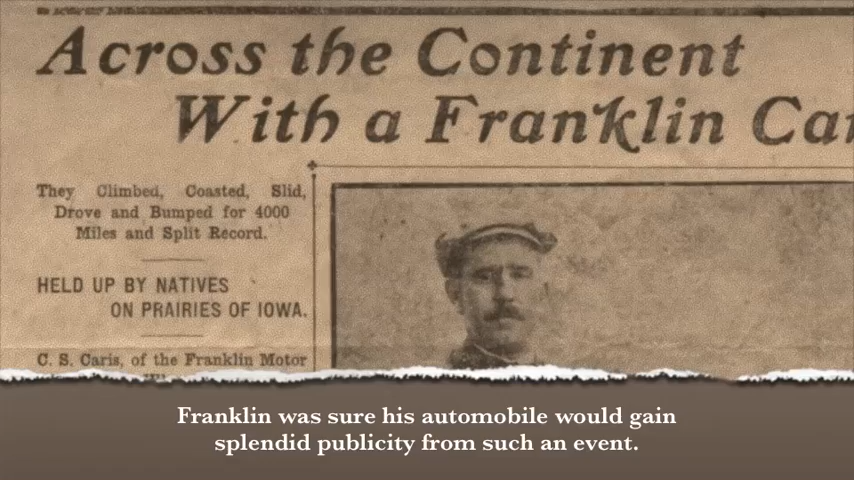 Across the Continent
With a Franklin Car
They Climbed, Coasted, Slid,
Drove and Bumped for 4000
Miles and Split Record.
HELD UP BY NATIVES
ON PRAIRIES OF IOWA.
C. S. Caris, of the Franklin Motor
Franklin was sure his automobile would gain
splendid publicity from such an event.